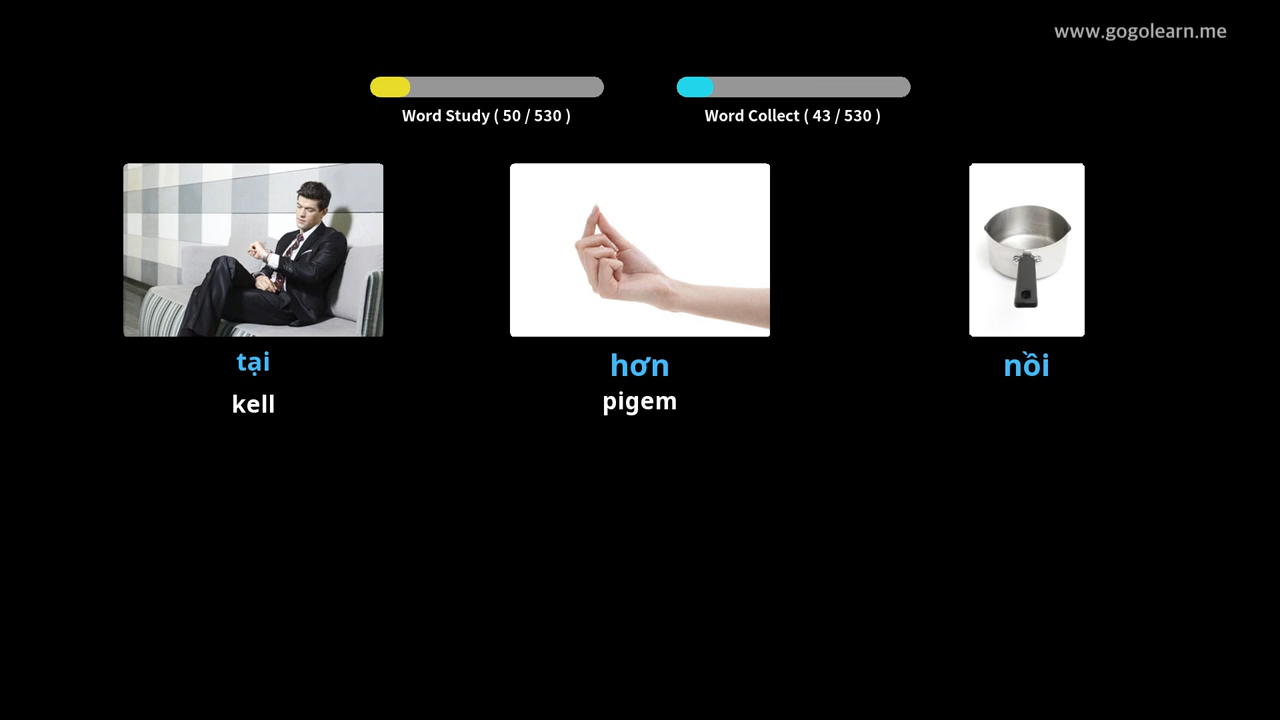 www.gogolearn.me
Word Study ( 50 / 530 )
Word Collect ( 43 / 530 )
tại
kell
hơn
pigem
nồi